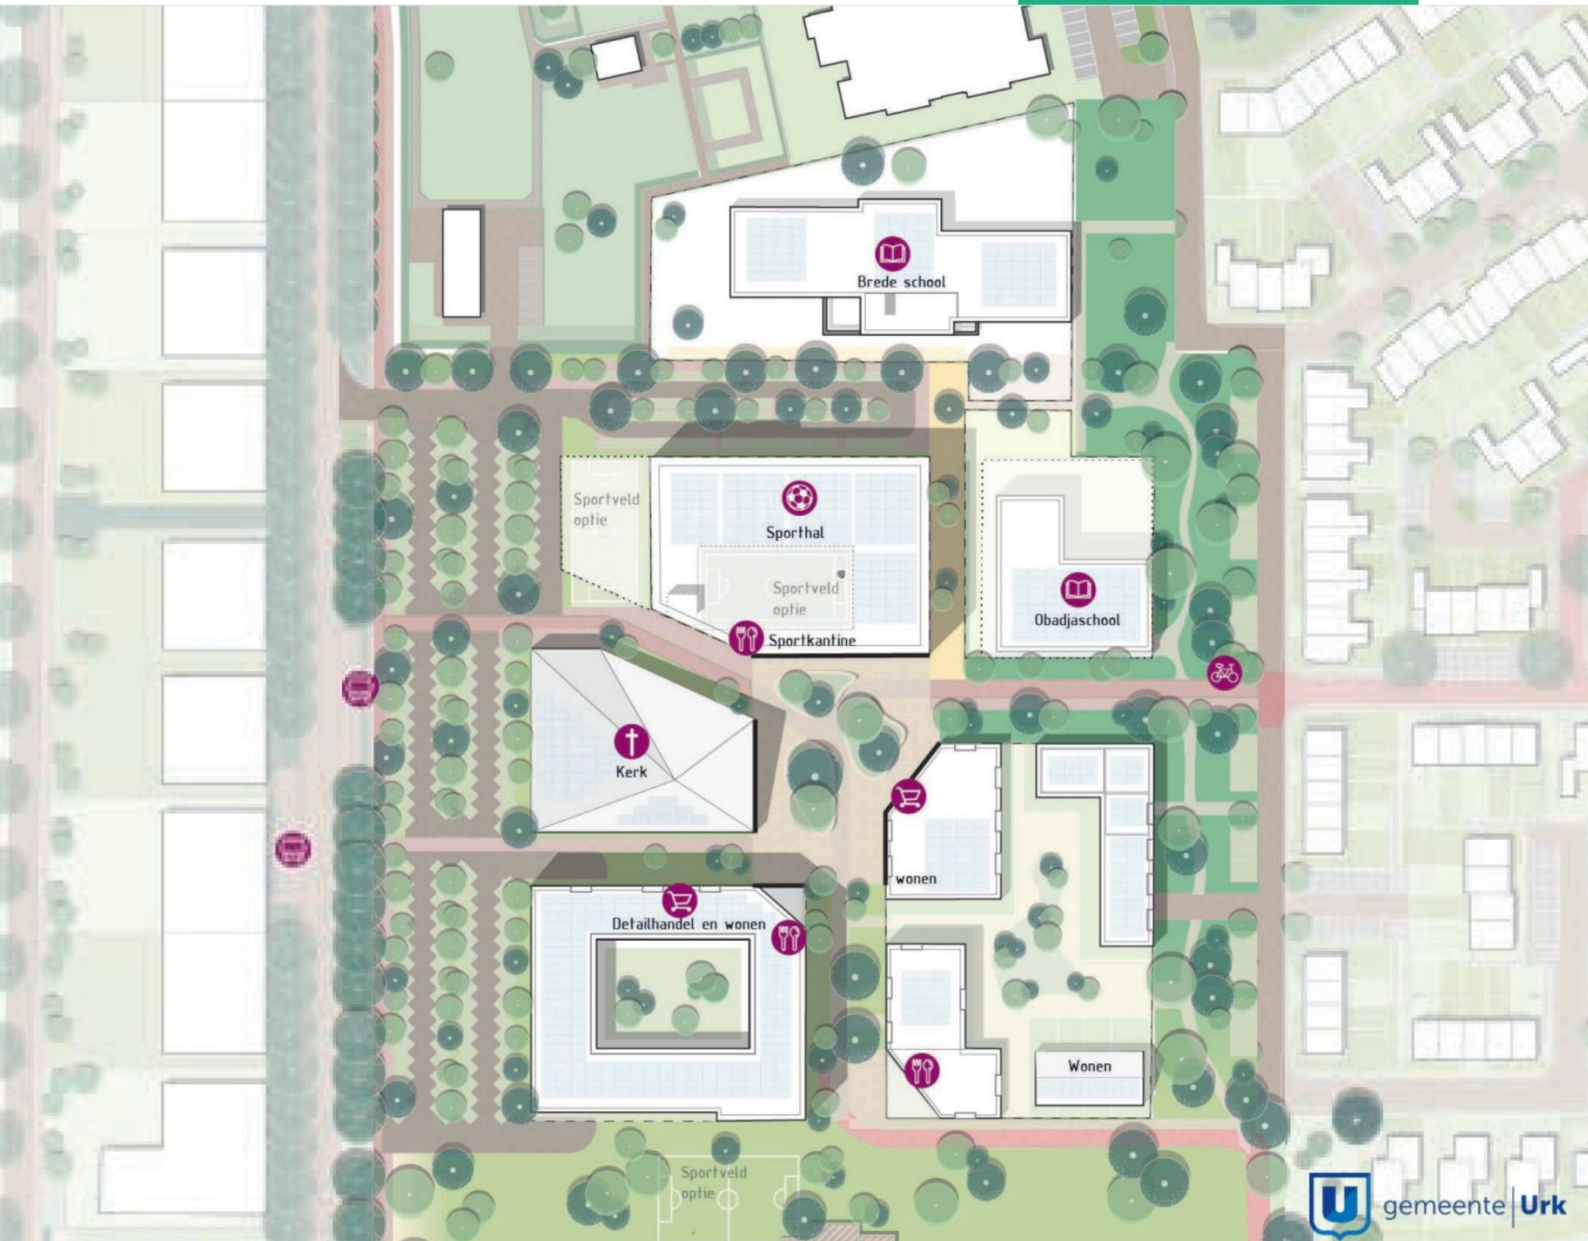 Brede school
Sportveld
optie
Sporthal
Sportveld
optie
Obadjaschool
Sportkantine
Kerk
wonen
Detailhandel en wonen
Wonen
Sportveld
optie
gemeente | Urk